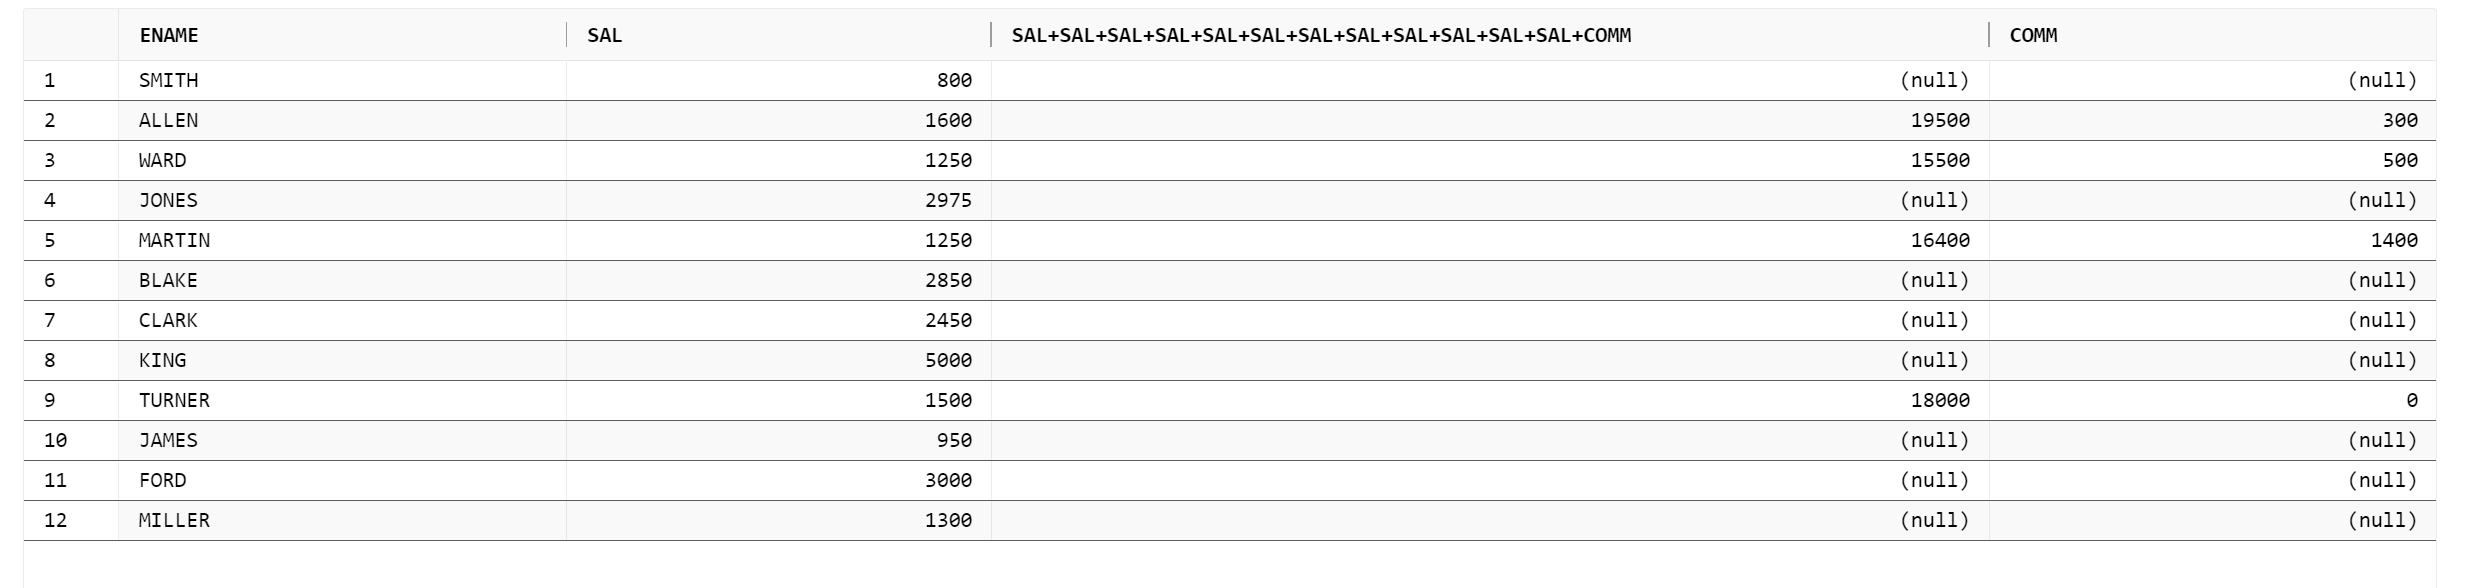 ENAME SAL SAL+SAL+SAL+SAL+SAL+SAL+SAL+SAL+SAL+SAL+SAL+SAL+COMM COMM
1 SMITH 800 (null) (null)
2 ALLEN 1600 19500 300
3 WARD 1250 15500 500
4 JONES 2975 (null) (null)
5 MARTIN 1250 16400 1400
6 BLAKE 2850 (null) (null)
7 CLARK 2450 (null) (null)
8 KING 5000 (null) (null)
9 TURNER 1500 18000 0
10 JAMES 950 (null) (null)
11 FORD 3000 (null) (null)
12 MILLER 1300 (null) (null)